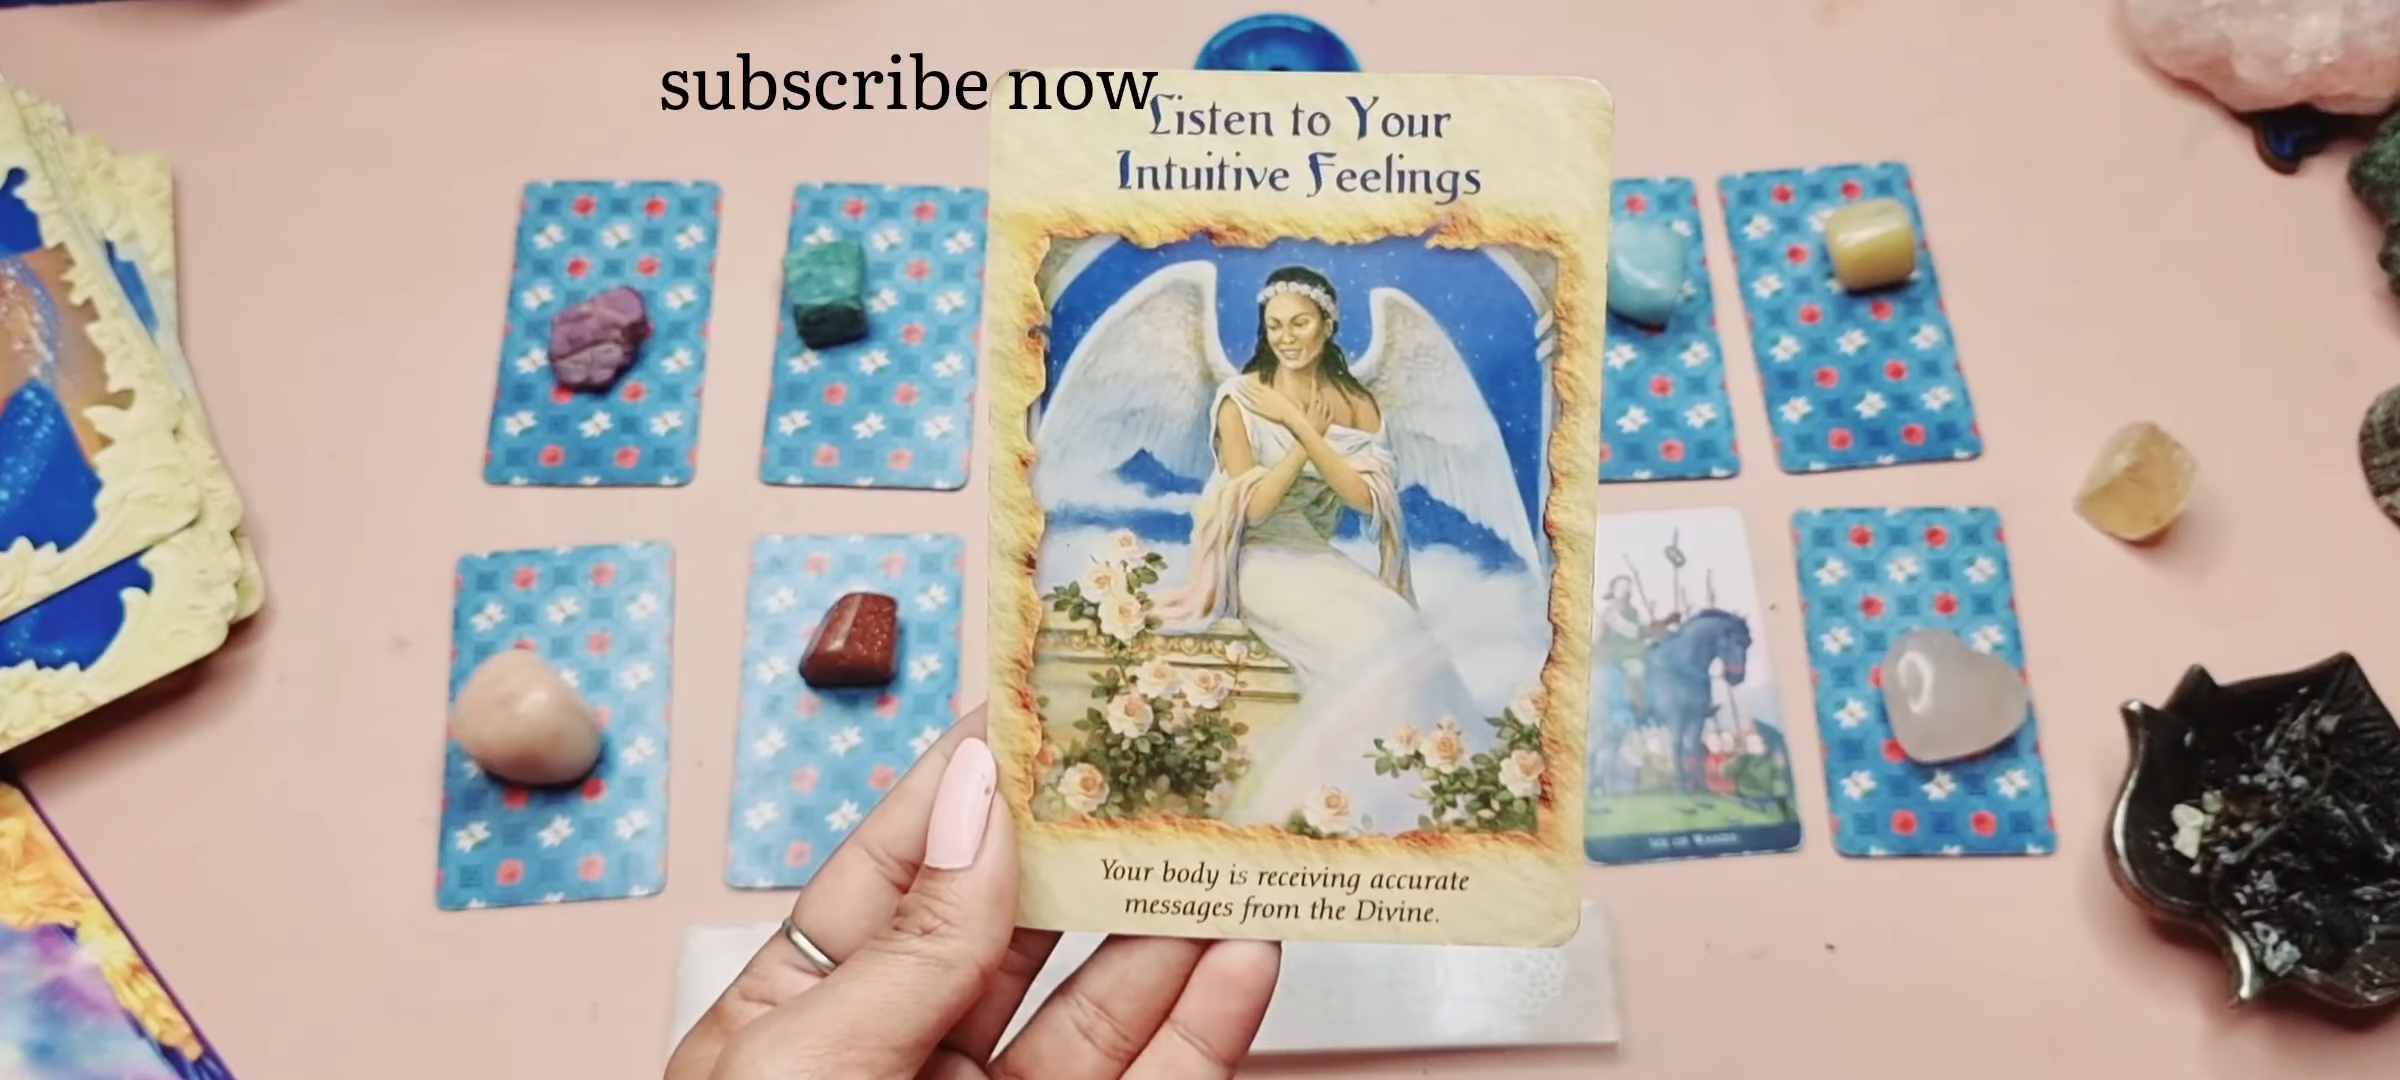 subscribe now
Listen to Your
Intuitive Feelings
Your body is receiving accurate
messages from the Divine.